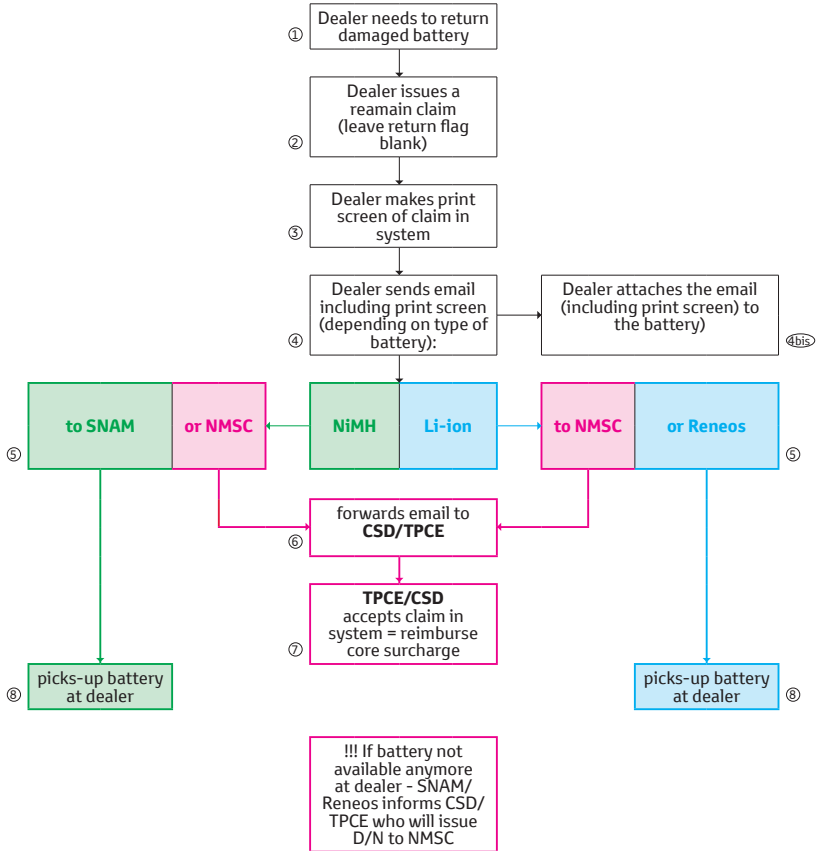 ①
Dealer needs to return
damaged battery
②
Dealer issues a
reamain claim
(leave return flag
blank)
③
Dealer makes print
screen of claim in
system
④
Dealer sends email
including print screen
(depending on type of
battery):
Dealer attaches the email
(including print screen) to
the battery)
4bis
⑤
to SNAM
or NMSC
NiMH
Li-ion
to NMSC
or Reneos
⑤
⑥
forwards email to
CSD/TPCE
⑦
TPCE/CSD
accepts claim in
system = reimburse
core surcharge
⑧
picks-up battery
at dealer
picks-up battery
at dealer
⑧
!!! If battery not
available anymore
at dealer - SNAM/
Reneos informs CSD/
TPCE who will issue
D/N to NMSC